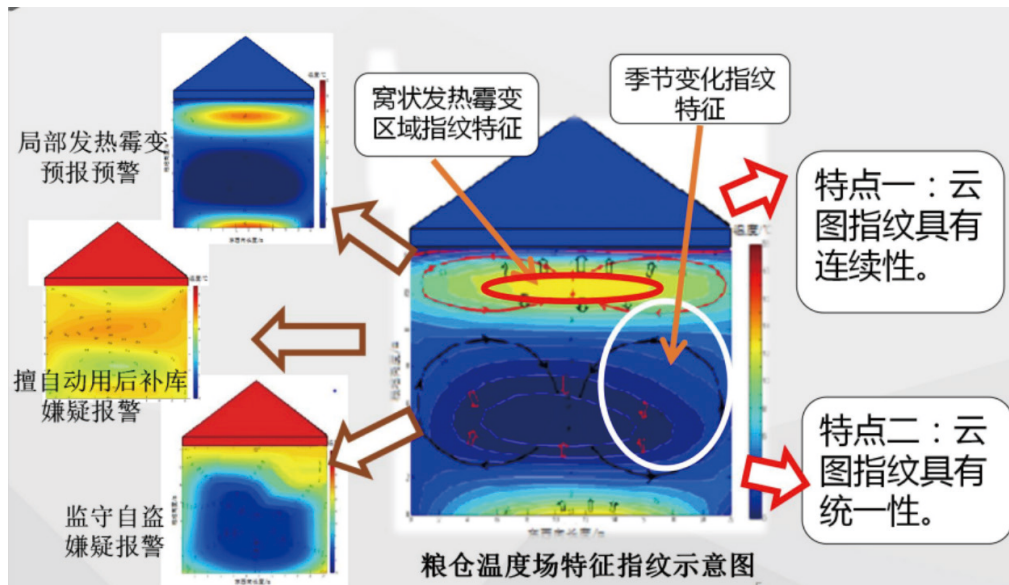 局部发热霉变
预报预警
擅自动用后补库
嫌疑报警
监守自盗
嫌疑报警
窝状发热霉变
区域指纹特征
季节变化指纹
特征
特点一：云
图指纹具有
连续性。
特点二：云
图指纹具有
统一性。
温度/℃
粮仓温度场特征指纹示意图